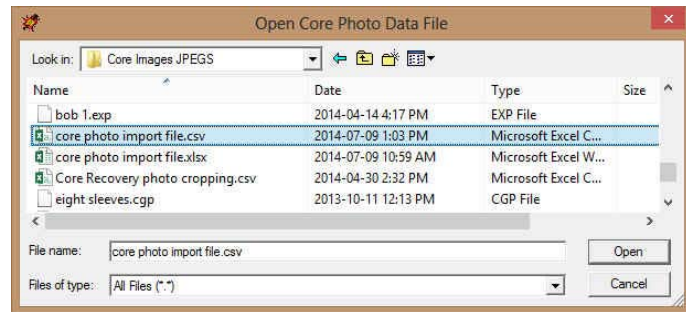 Open Core Photo Data File
Look in: Core Images JPEGS
Name Date Type Size
bob 1.exp 2014-04-14 4:17 PM EXP File
core photo import file.csv 2014-07-09 1:03 PM Microsoft Excel C...
core photo import file.xlsx 2014-07-09 10:59 AM Microsoft Excel W...
Core Recovery photo cropping.csv 2014-04-30 2:32 PM Microsoft Excel C...
eight sleeves.cgp 2013-10-11 12:13 PM CGP File
File name: core photo import file.csv Open
Files of type: All Files (*.*) Cancel